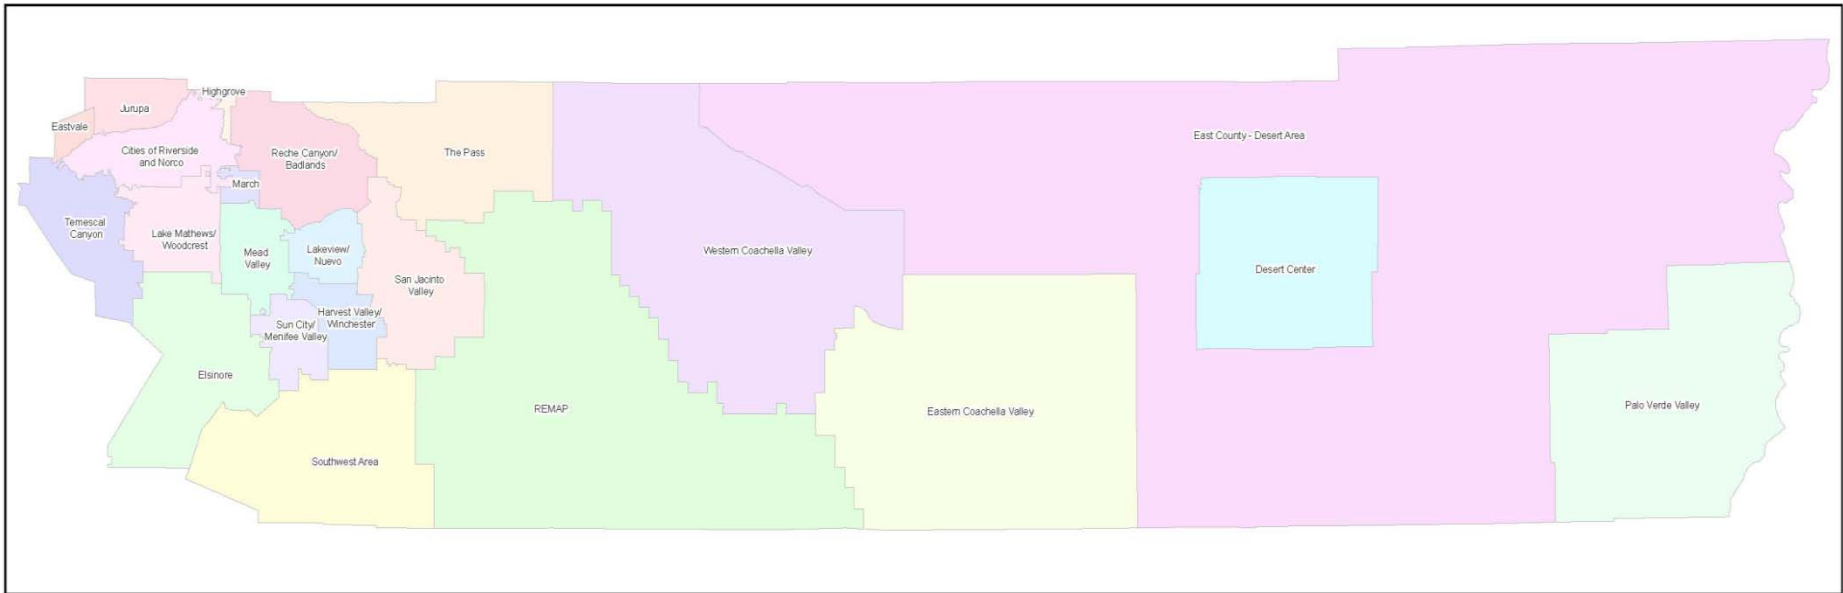 Highgrove
Jurupa
Eastvale
East County - Desert Area
Cities of Riverside
and Norco
Reche Canyon/
Badlands
The Pass
March
Temescal
Canyon
Lake Mathews/
Woodcrest
Mead
Valley
Lakeview/
Nuevo
Western Coachella Valley
Desert Center
San Jacinto
Valley
Harvest Valley/
Winchester
Sun City/
Menifee Valley
Elsinore
REMAP
Eastern Coachella Valley
Palo Verde Valley
Southwest Area